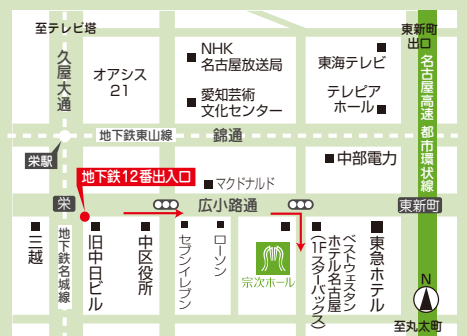 至テレビ塔
東新町
出口
久屋大通
オアシス
21
NHK
名古屋放送局
愛知芸術
文化センター
東海テレビ
テレピア
ホール
名古屋高速 都市環状線
地下鉄東山線
錦通
栄駅
地下鉄12番出入口
中部電力
マクドナルド
栄
広小路通
東新町
三越
地下鉄名城線
旧中日ビル
中区役所
セブンイレブン
ローソン
宗次ホール
ベストウェスタン
ホテル名古屋
(1Fスターバックス)
東急ホテル
N
至丸太町